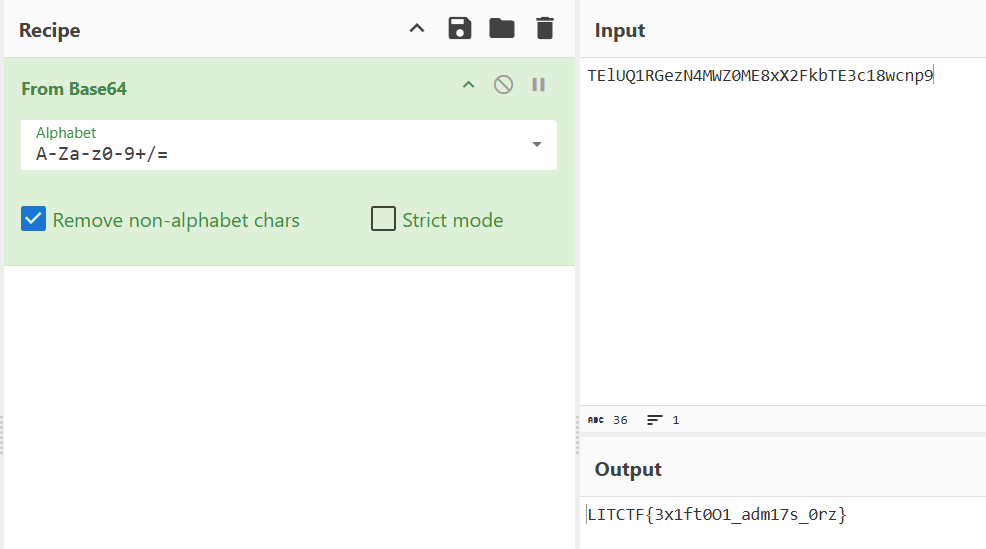 Recipe
From Base64
Alphabet
A-Za-z0-9+/=
Remove non-alphabet chars
Strict mode
Input
TElUQ1RGezN4MWZ0ME8xX2FkbTE3c18wcnp9
ABC 36 1
Output
LITCTF{3x1ft0O1_adm17s_0rz}